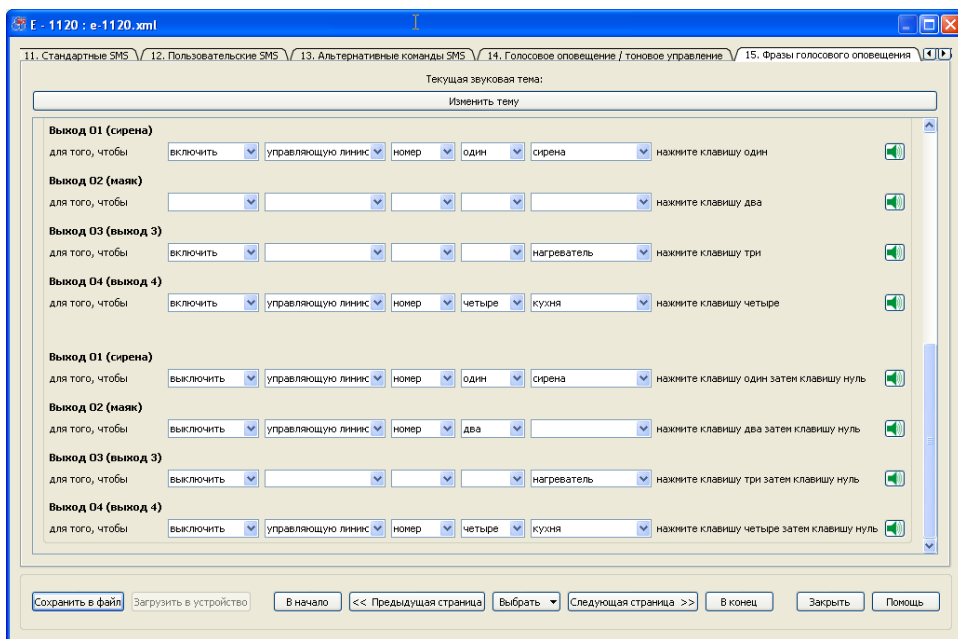 E - 1120 : e-1120.xml
11. Стандартные SMS 12. Пользовательские SMS 13. Альтернативные команды SMS 14. Голосовое оповещение / тоновое управление 15. Фразы голосового оповещения
Текущая звуковая тема:
Изменить тему
Выход 01 (сирена)
для того, чтобы включить управляющую линию номер один сирена нажмите клавишу один
Выход 02 (маяк)
для того, чтобы нажмите клавишу два
Выход 03 (выход 3)
для того, чтобы включить нагреватель нажмите клавишу три
Выход 04 (выход 4)
для того, чтобы включить управляющую линию номер четыре кухня нажмите клавишу четыре
Выход 01 (сирена)
для того, чтобы выключить управляющую линию номер один сирена нажмите клавишу один затем клавишу нуль
Выход 02 (маяк)
для того, чтобы выключить управляющую линию номер два нажмите клавишу два затем клавишу нуль
Выход 03 (выход 3)
для того, чтобы выключить нагреватель нажмите клавишу три затем клавишу нуль
Выход 04 (выход 4)
для того, чтобы выключить управляющую линию номер четыре кухня нажмите клавишу четыре затем клавишу нуль
Сохранить в файл Загрузить в устройство В начало << Предыдущая страница Выбрать Следующая страница >> В конец Закрыть Помощь